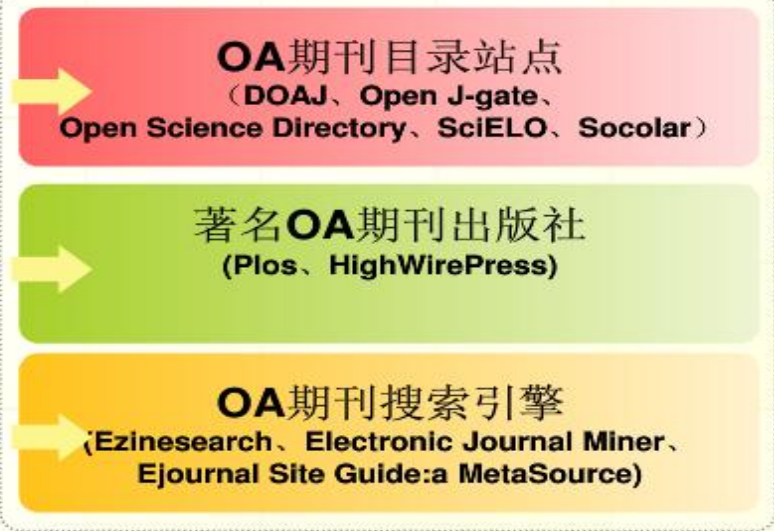 OA期刊目录站点
（DOAJ、Open J-gate、
Open Science Directory、SciELO、Socolar）
著名OA期刊出版社
(Plos、HighWirePress)
OA期刊搜索引擎
(Ezinesearch、Electronic Journal Miner、
Ejournal Site Guide:a MetaSource)